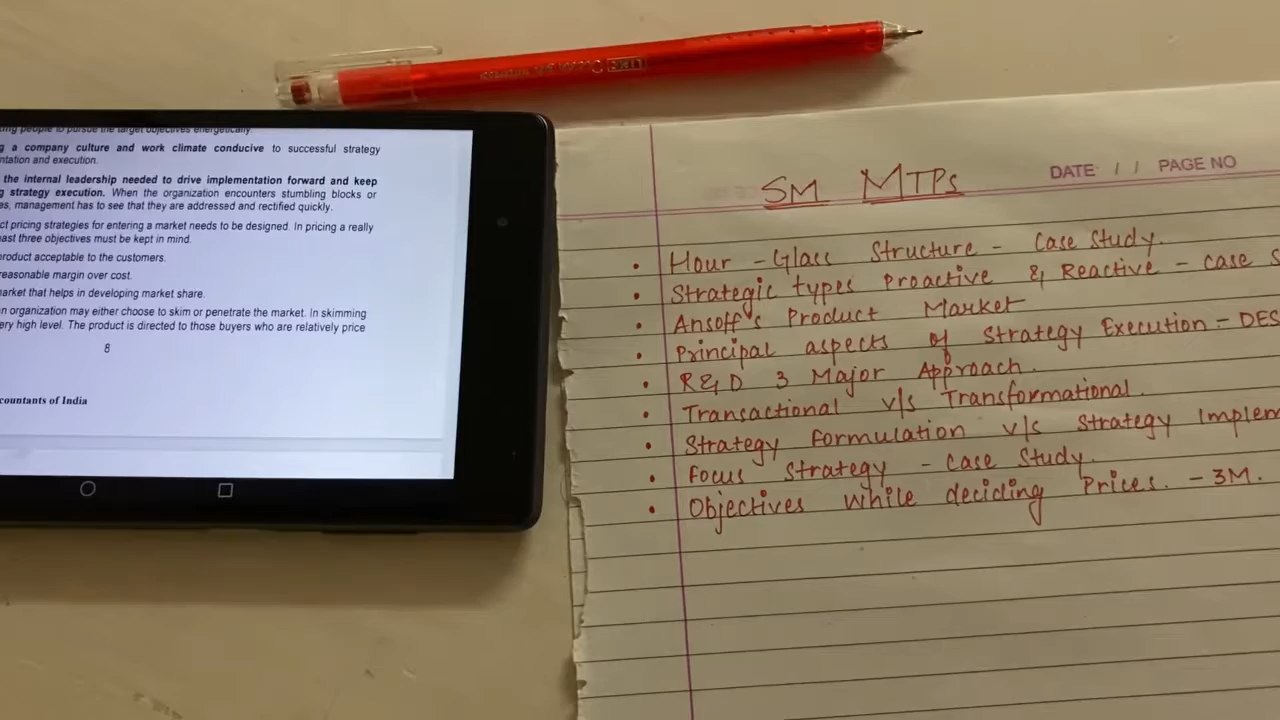 ing people to pursue the target objectives energetically.
g a company culture and work climate conducive to successful strategy
ntation and execution.
the internal leadership needed to drive implementation forward and keep
g strategy execution. When the organization encounters stumbling blocks or
es, management has to see that they are addressed and rectified quickly.
ct pricing strategies for entering a market needs to be designed. In pricing a really
east three objectives must be kept in mind.
product acceptable to the customers.
reasonable margin over cost.
market that helps in developing market share.
n organization may either choose to skim or penetrate the market. In skimming
ery high level. The product is directed to those buyers who are relatively price
8
countants of India
DATE / / PAGE NO
SM MTPs
• Hour-Glass Structure - Case Study.
• Strategic types Proactive & Reactive - case S
• Ansoff's Product Market
• Principal aspects of Strategy Execution - DES
• R&D 3 Major Approach.
• Transactional v/s Transformational.
• Strategy Formulation v/s Strategy Implem
• Focus Strategy - Case Study.
• Objectives while deciding Prices. - 3M.